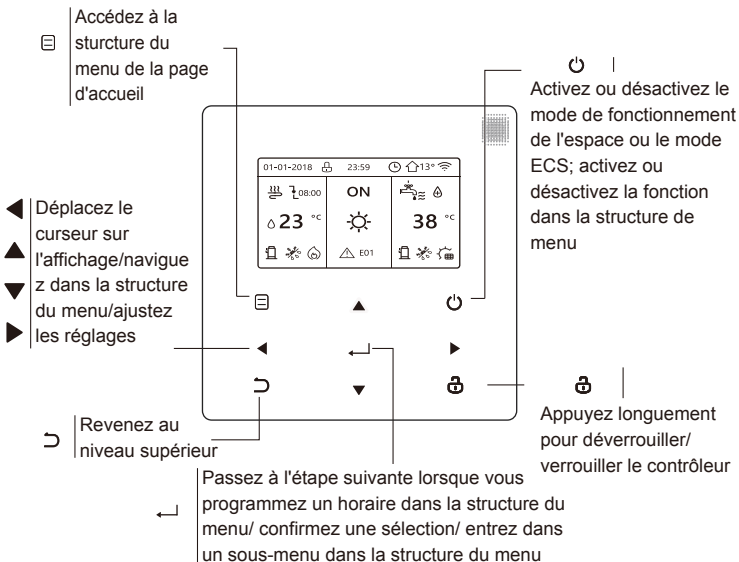 Accédez à la
sturcture du
menu de la page
d'accueil
Activez ou désactivez le
mode de fonctionnement
de l'espace ou le mode
ECS; activez ou
désactivez la fonction
dans la structure de
menu
01-01-2018 23:59 13°
08:00 ON
23 °C 38 °C
E01
Déplacez le
curseur sur
l'affichage/navigue
z dans la structure
du menu/ajustez
les réglages
Revenez au
niveau supérieur
Appuyez longuement
pour déverrouiller/
verrouiller le contrôleur
Passez à l'étape suivante lorsque vous
programmez un horaire dans la structure du
menu/ confirmez une sélection/ entrez dans
un sous-menu dans la structure du menu